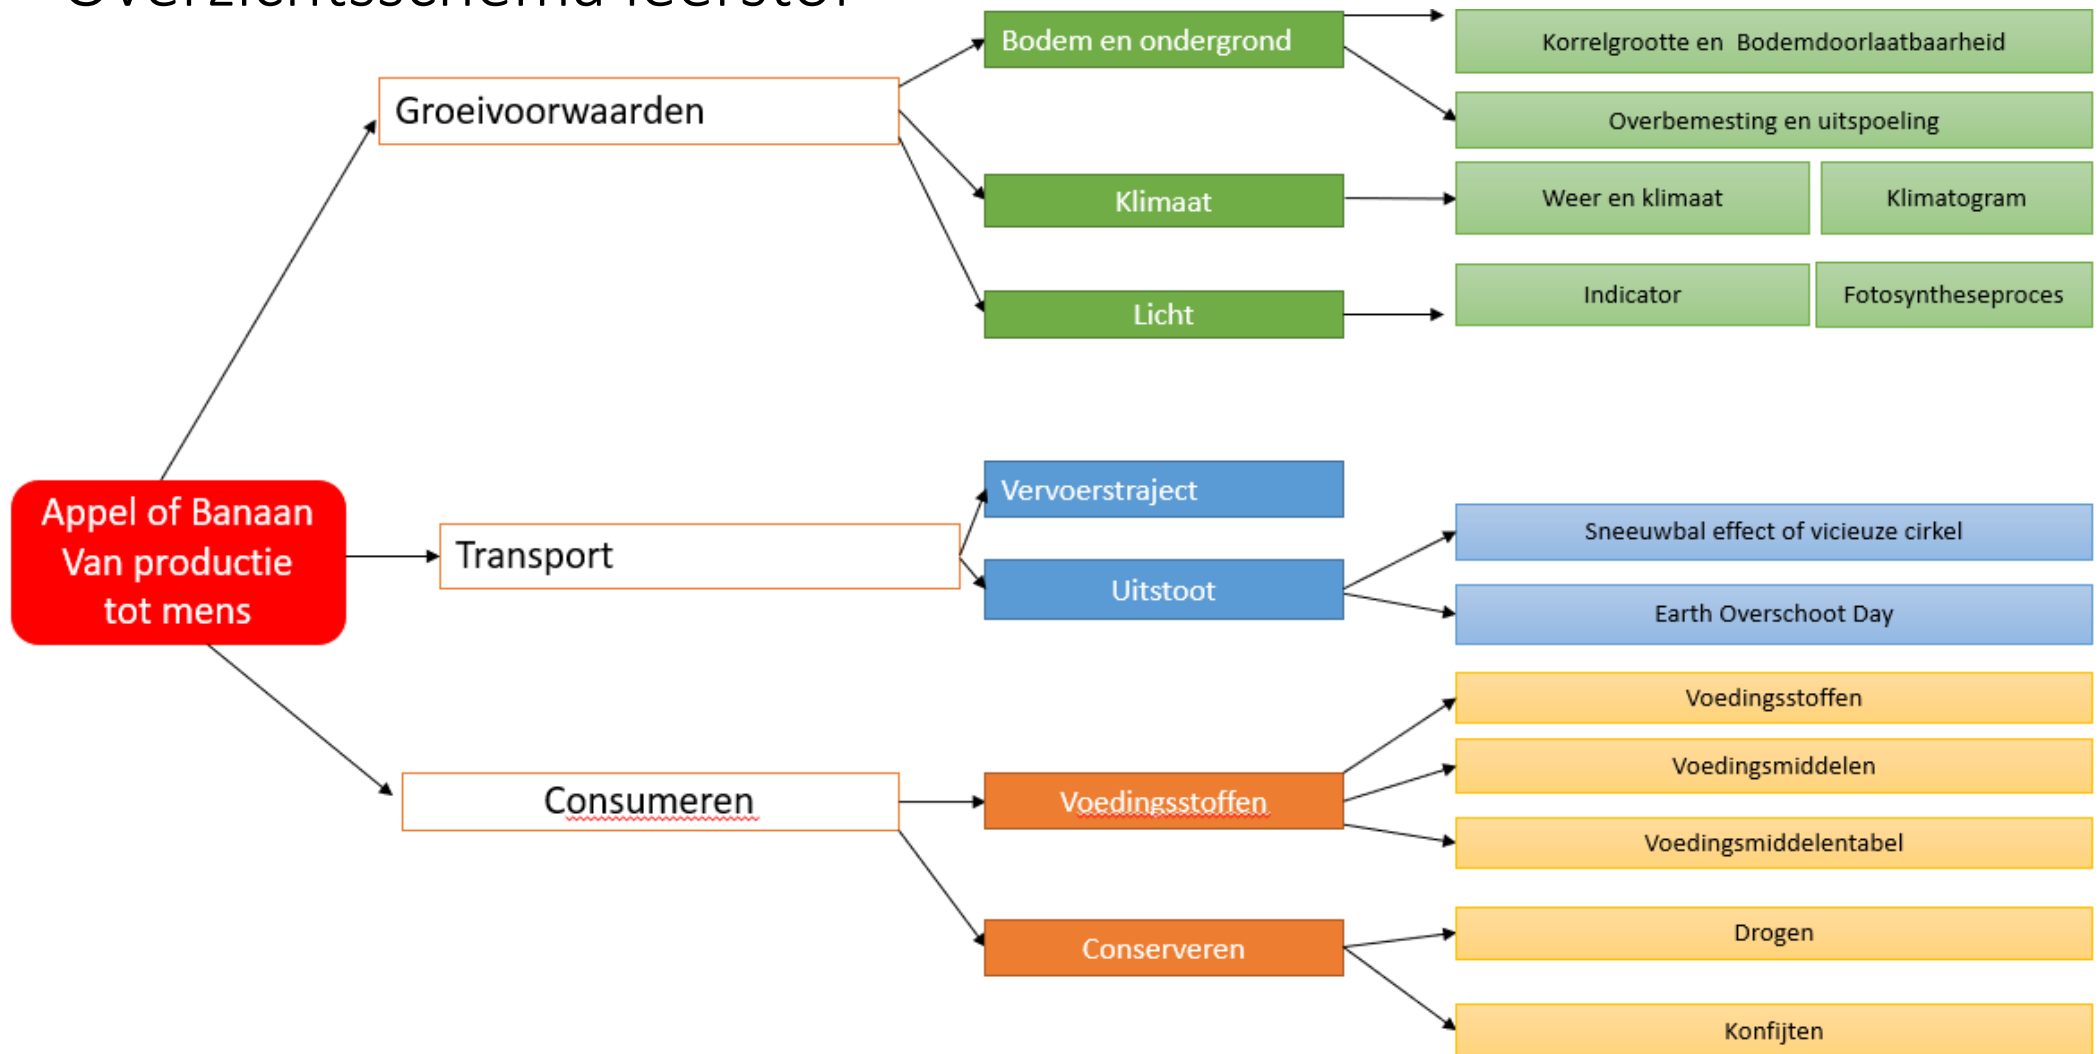 Overzichtsschema leerstof
Bodem en ondergrond
Korrelgrootte en Bodemdoorlaatbaarheid
Groeivoorwaarden
Overbemesting en uitspoeling
Klimaat
Weer en klimaat
Klimatogram
Licht
Indicator
Fotosyntheseproces
Appel of Banaan
Van productie
tot mens
Transport
Vervoerstraject
Sneeuwbal effect of vicieuze cirkel
Uitstoot
Earth Overschoot Day
Voedingsstoffen
Voedingsmiddelen
Consumeren
Voedingsstoffen
Voedingsmiddelentabel
Drogen
Conserveren
Konfijten